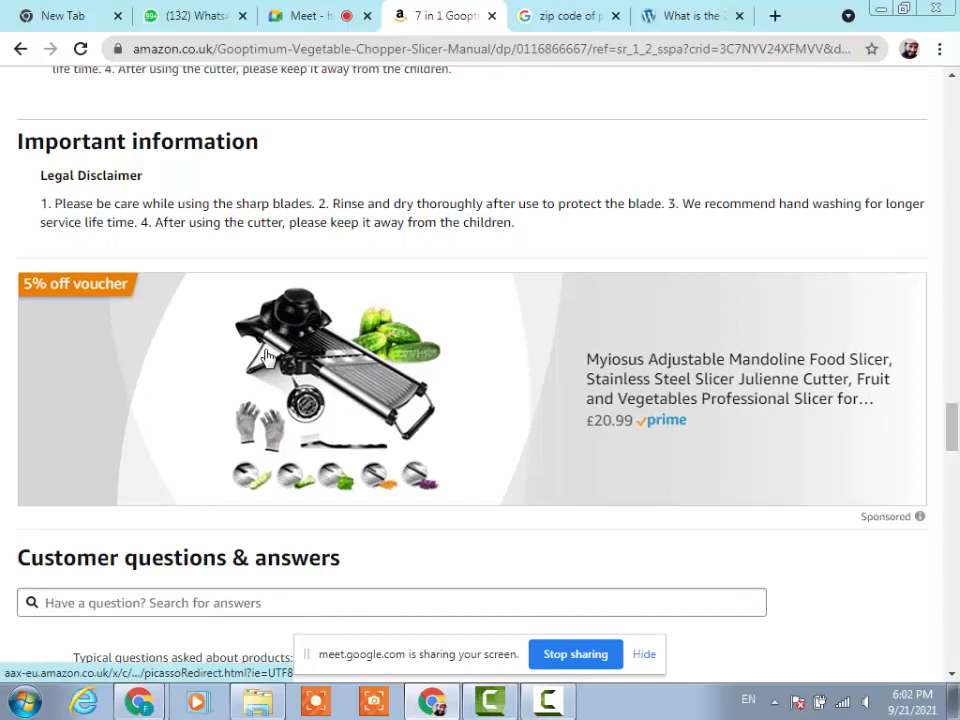 New Tab
(132) Whats
Meet - h
7 in 1 Goopt
zip code of p
What is the
amazon.co.uk/Gooptimum-Vegetable-Chopper-Slicer-Manual/dp/0116866667/ref=sr_1_2_sspa?crid=3C7NYV24XFMVV&d...
life time. 4. After using the cutter, please keep it away from the children.
Important information
Legal Disclaimer
1. Please be care while using the sharp blades. 2. Rinse and dry thoroughly after use to protect the blade. 3. We recommend hand washing for longer
service life time. 4. After using the cutter, please keep it away from the children.
5% off voucher
Myiosus Adjustable Mandoline Food Slicer,
Stainless Steel Slicer Julienne Cutter, Fruit
and Vegetables Professional Slicer for...
£20.99 prime
Sponsored
Customer questions & answers
Have a question? Search for answers
Typical questions asked about products:
meet.google.com is sharing your screen.
Stop sharing
Hide
aax-eu.amazon.co.uk/x/c/.../picassoRedirect.html?ie=UTF8
EN
6:02 PM
9/21/2021